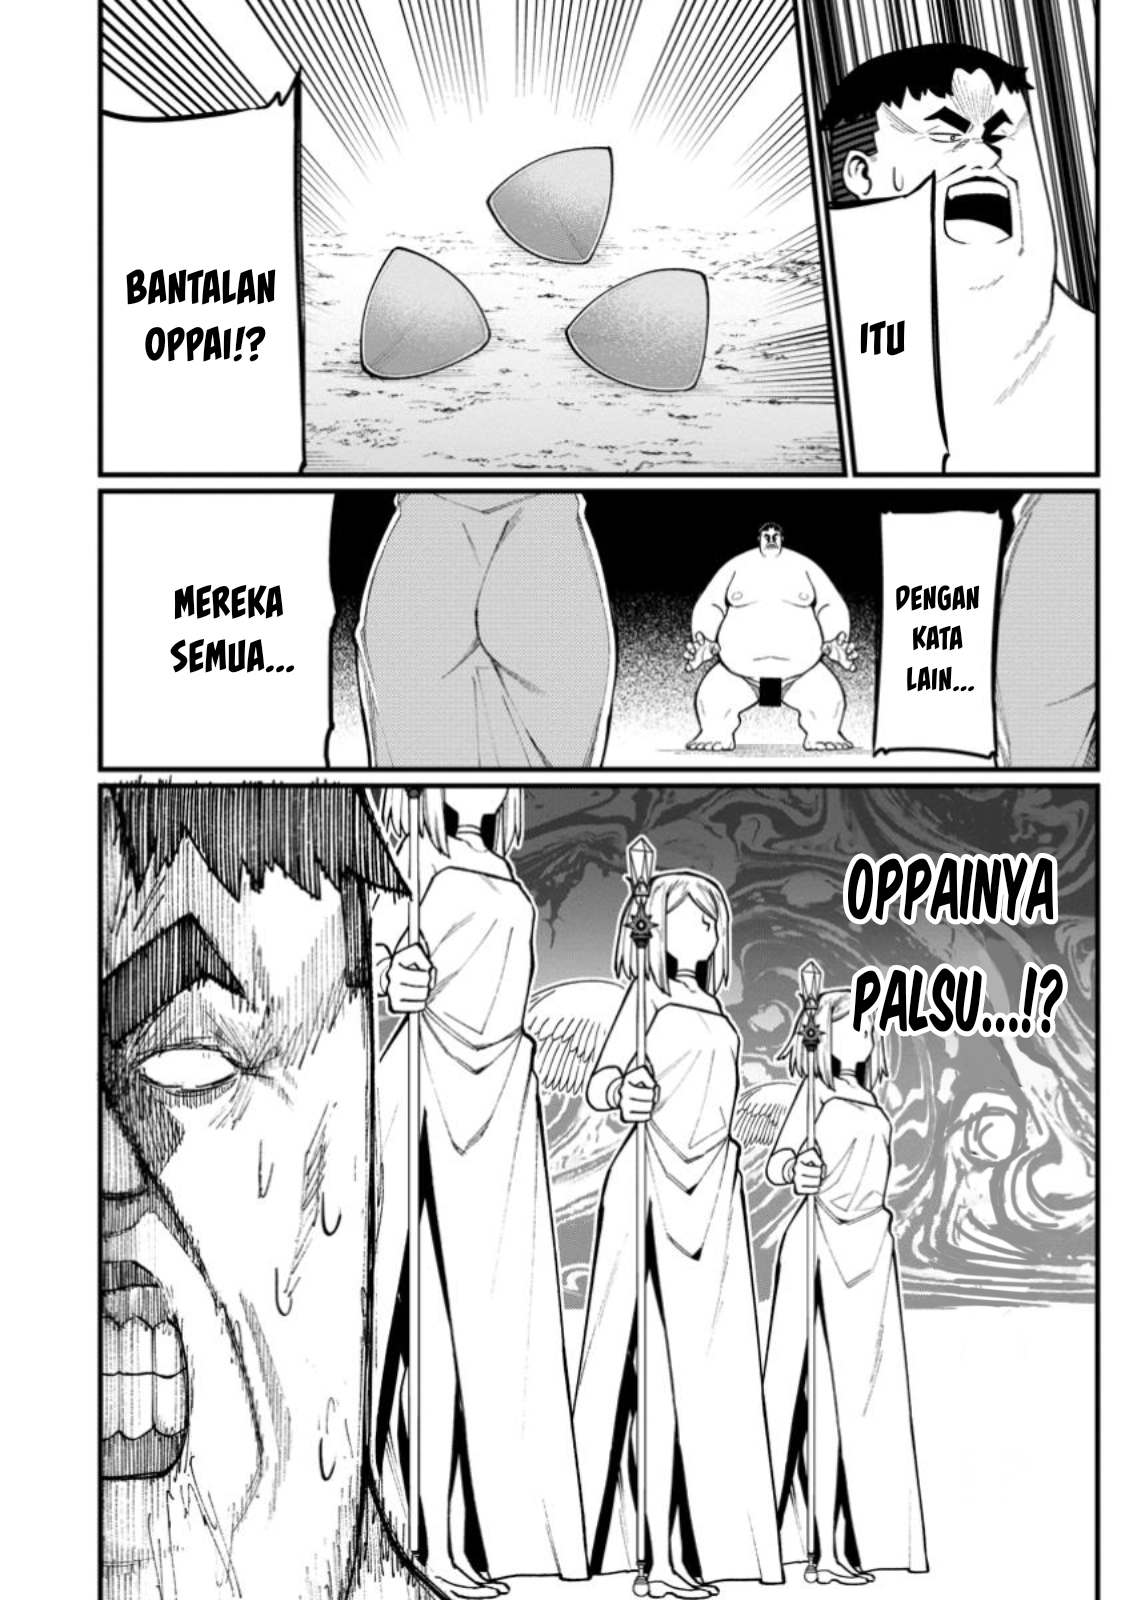 ITU
BANTALAN
OPPAI!?
DENGAN
KATA
LAIN...
MEREKA
SEMUA...
OPPAINYA
PALSU...!?